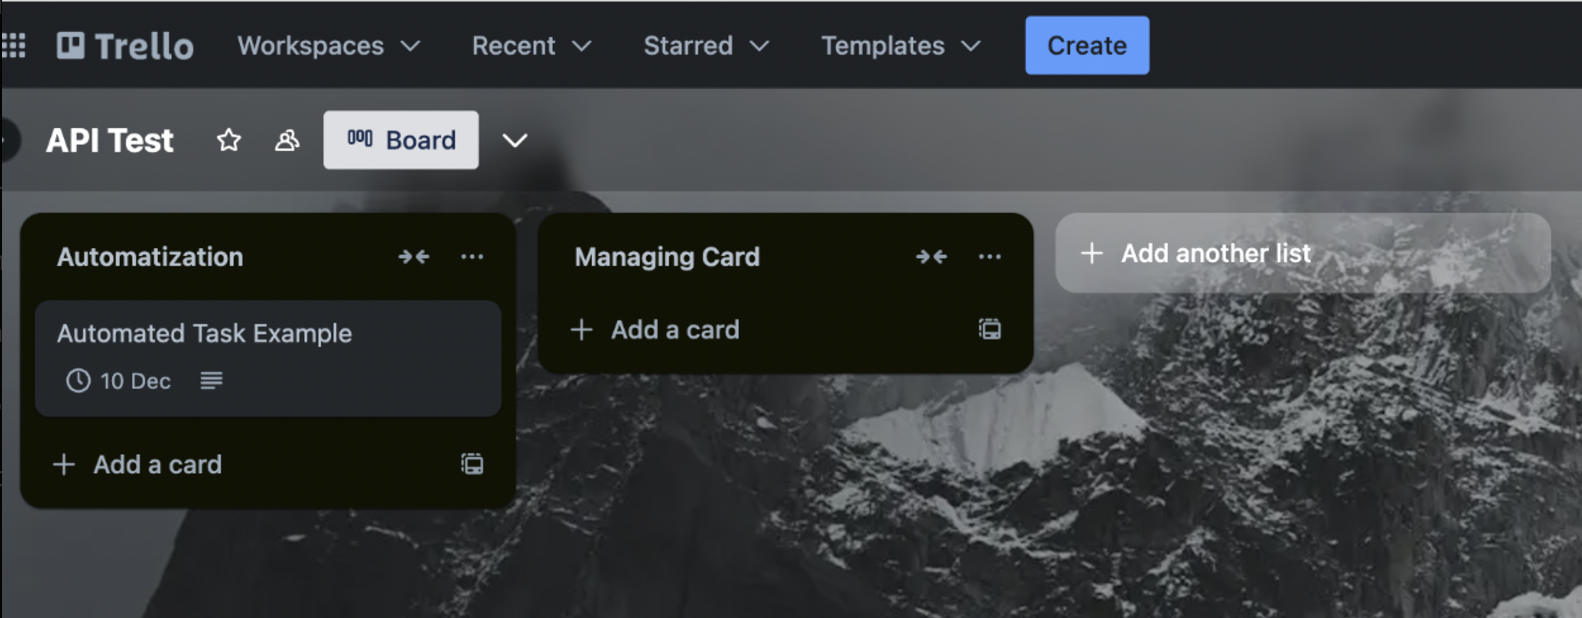 Trello Workspaces Recent Starred Templates Create
API Test Board
Automatization
Automated Task Example
10 Dec
+ Add a card
Managing Card
+ Add a card
+ Add another list